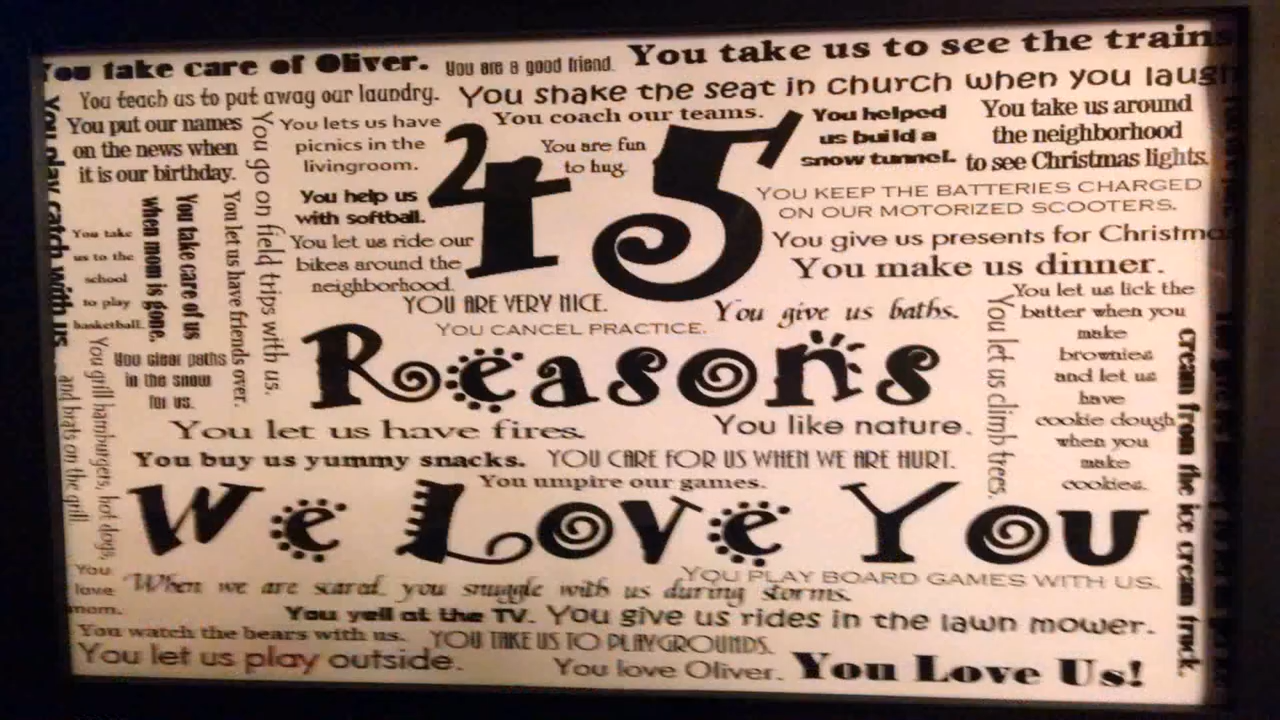 You take care of Oliver.
You are a good friend.
You take us to see the train
You teach us to put away our laundry.
You shake the seat in church when you laugh
You put our names
on the news when
it is our birthday.
You go on field trips with us.
You lets us have
picnics in the
livingroom.
You coach our teams.
45
You are fun
to hug.
You helped
us build a
snow tunnel.
You take us around
the neighborhood
to see Christmas lights.
You play catch with us.
You help us
with softball.
YOU KEEP THE BATTERIES CHARGED
ON OUR MOTORIZED SCOOTERS.
You take
us to the
school
to play
basketball.
You take care of us
when mom is gone.
You let us have friends over.
You let us ride our
bikes around the
neighborhood.
You give us presents for Christma
You make us dinner.
YOU ARE VERY NICE.
You give us baths.
YOU CANCEL PRACTICE.
You let us lick the
batter when you
make
brownies
and let us
have
cookie dough
when you
make
cookies.
You let us climb trees.
You clear paths
in the snow
for us.
Reasons
You grill hamburgers, hot dogs,
and brats on the grill.
cream from the ice cream truck.
You let us have fires.
You like nature.
You buy us yummy snacks.
YOU CARE FOR US WHEN WE ARE HURT.
You umpire our games.
We Love You
You
love
mom.
YOU PLAY BOARD GAMES WITH US.
When we are scared you snuggle with us during storms.
You yell at the TV.
You give us rides in the lawn mower.
You watch the bears with us.
YOU TAKE US TO PLAYGROUNDS.
You let us play outside.
You love Oliver.
You Love Us!